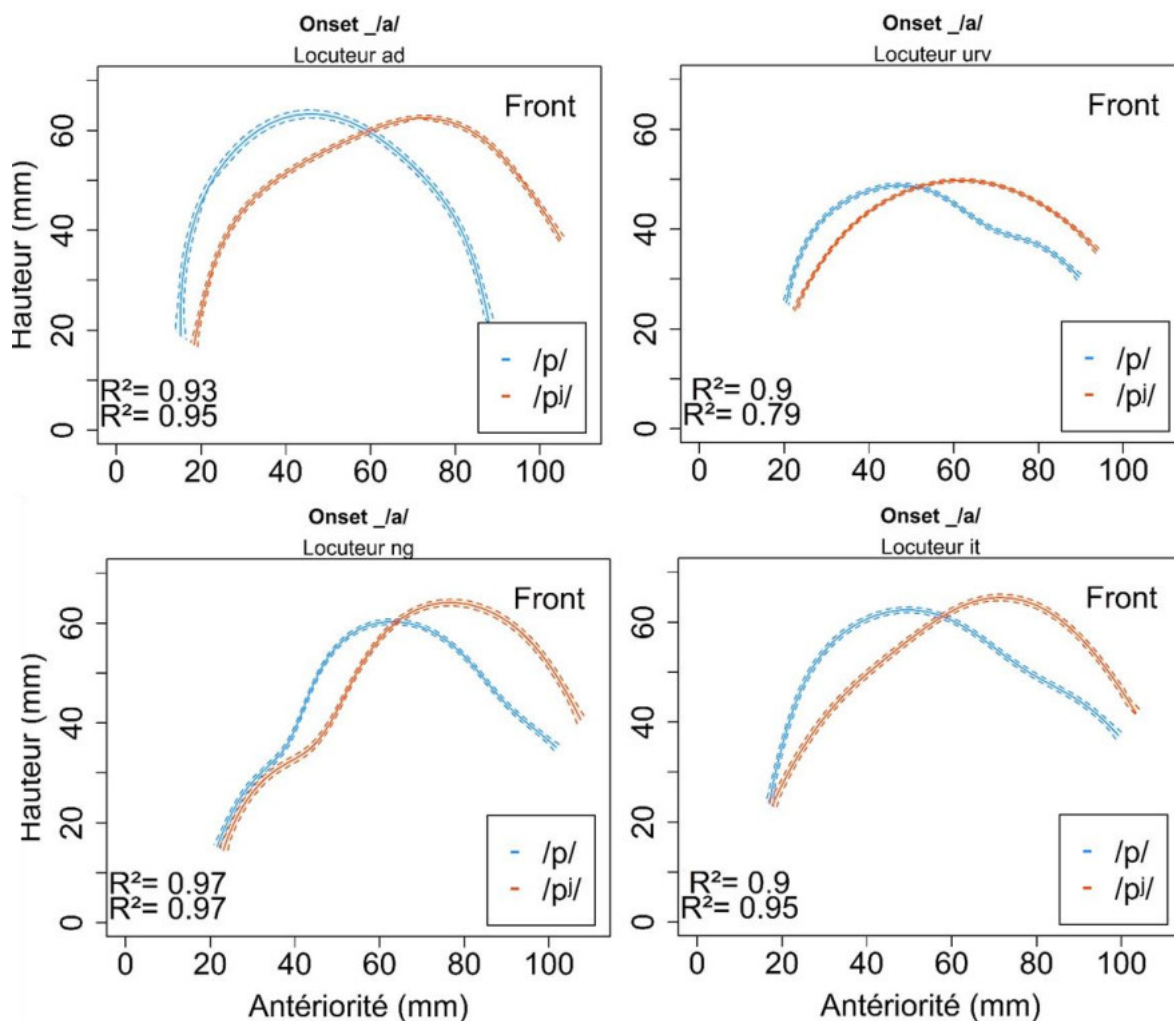 Onset _/a/
Locuteur ad
Front
Hauteur (mm)
60
40
20
0
/p/
/pʲ/
R²= 0.93
R²= 0.95
0 20 40 60 80 100
Onset _/a/
Locuteur urv
Front
60
40
20
0
/p/
/pʲ/
R²= 0.9
R²= 0.79
0 20 40 60 80 100
Onset _/a/
Locuteur ng
Front
Hauteur (mm)
60
40
20
0
/p/
/pʲ/
R²= 0.97
R²= 0.97
0 20 40 60 80 100
Antériorité (mm)
Onset _/a/
Locuteur it
Front
60
40
20
0
/p/
/pʲ/
R²= 0.9
R²= 0.95
0 20 40 60 80 100
Antériorité (mm)